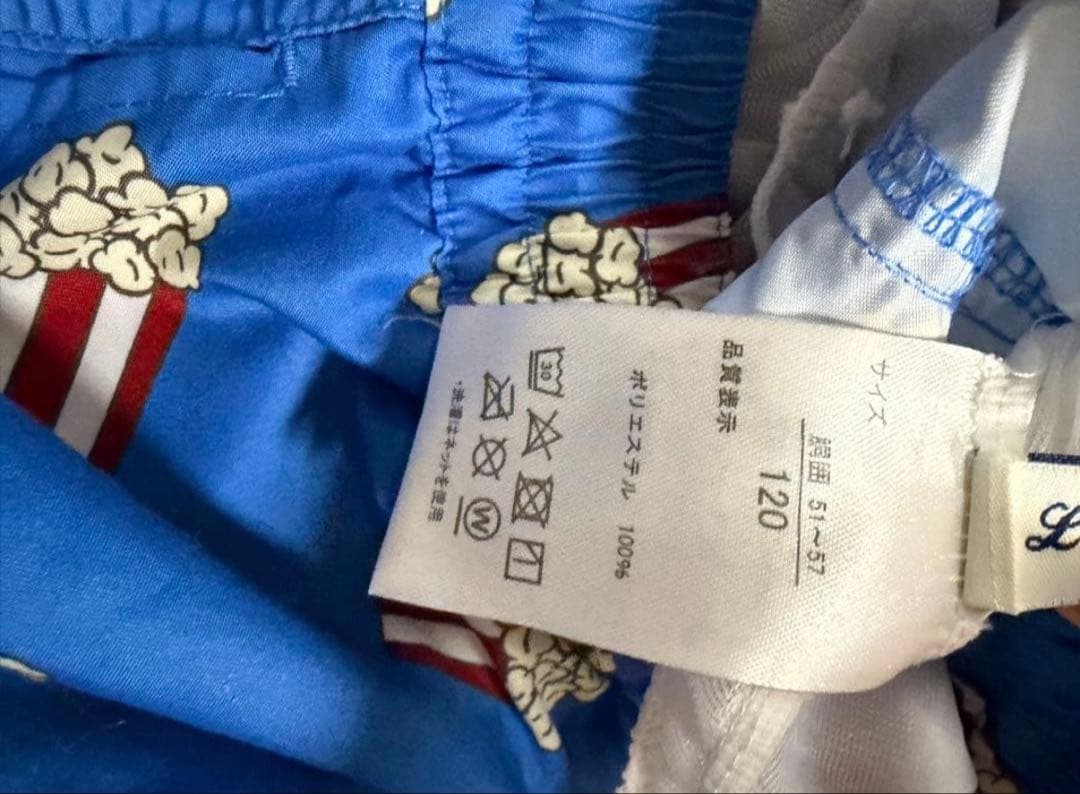 サイズ
胴囲 51~57
120
品質表示
ポリエステル 100%
30
W
*洗濯はネットを使用